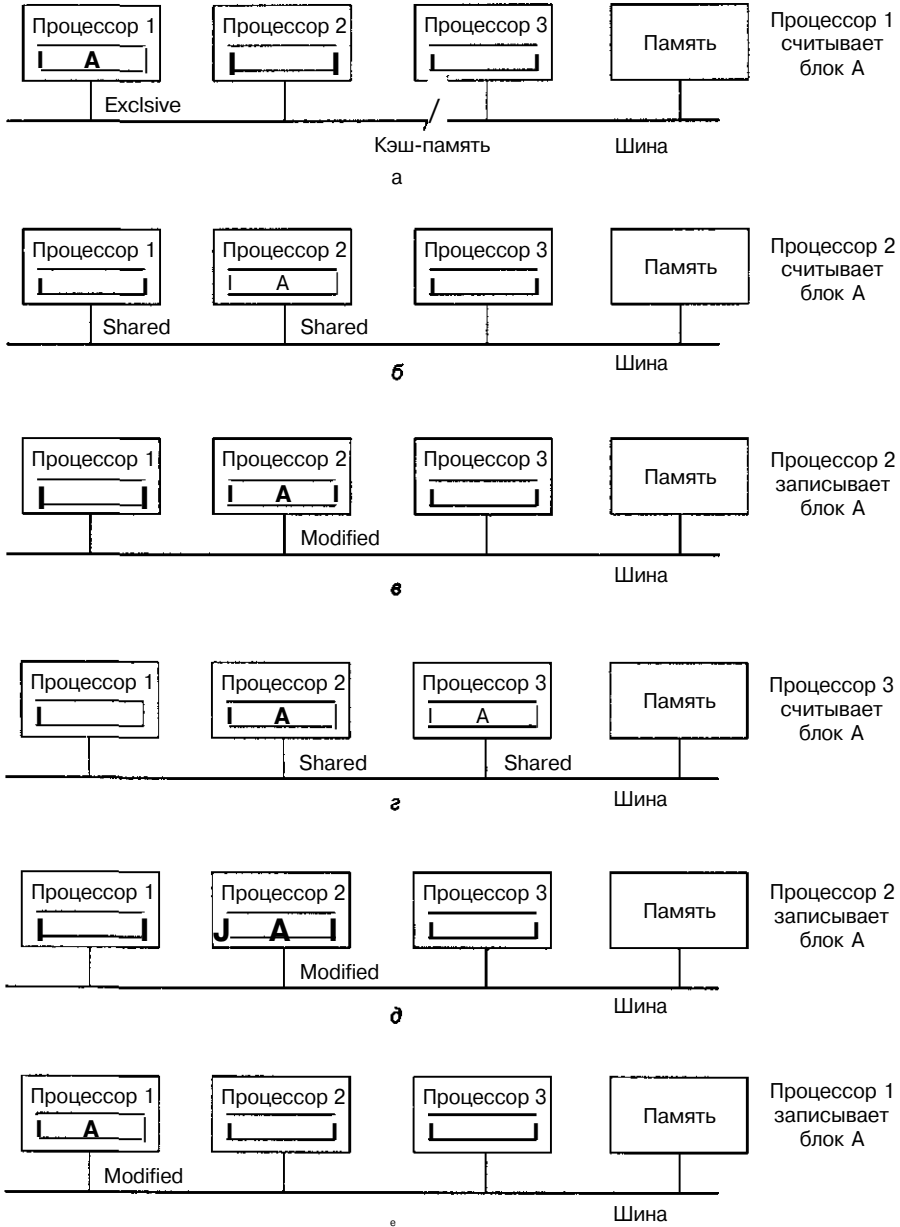 Процессор 1 Процессор 2 Процессор 3 Память Процессор 1
считывает
блок А
А
Exclsive
Кэш-память Шина
а
Процессор 1 Процессор 2 Процессор 3 Память Процессор 2
считывает
блок А
А
Shared Shared
Шина
б
Процессор 1 Процессор 2 Процессор 3 Память Процессор 2
записывает
блок А
А
Modified
Шина
в
Процессор 1 Процессор 2 Процессор 3 Память Процессор 3
считывает
блок А
А А
Shared Shared
Шина
г
Процессор 1 Процессор 2 Процессор 3 Память Процессор 2
записывает
блок А
А
Modified
Шина
д
Процессор 1 Процессор 2 Процессор 3 Память Процессор 1
записывает
блок А
А
Modified
Шина
е